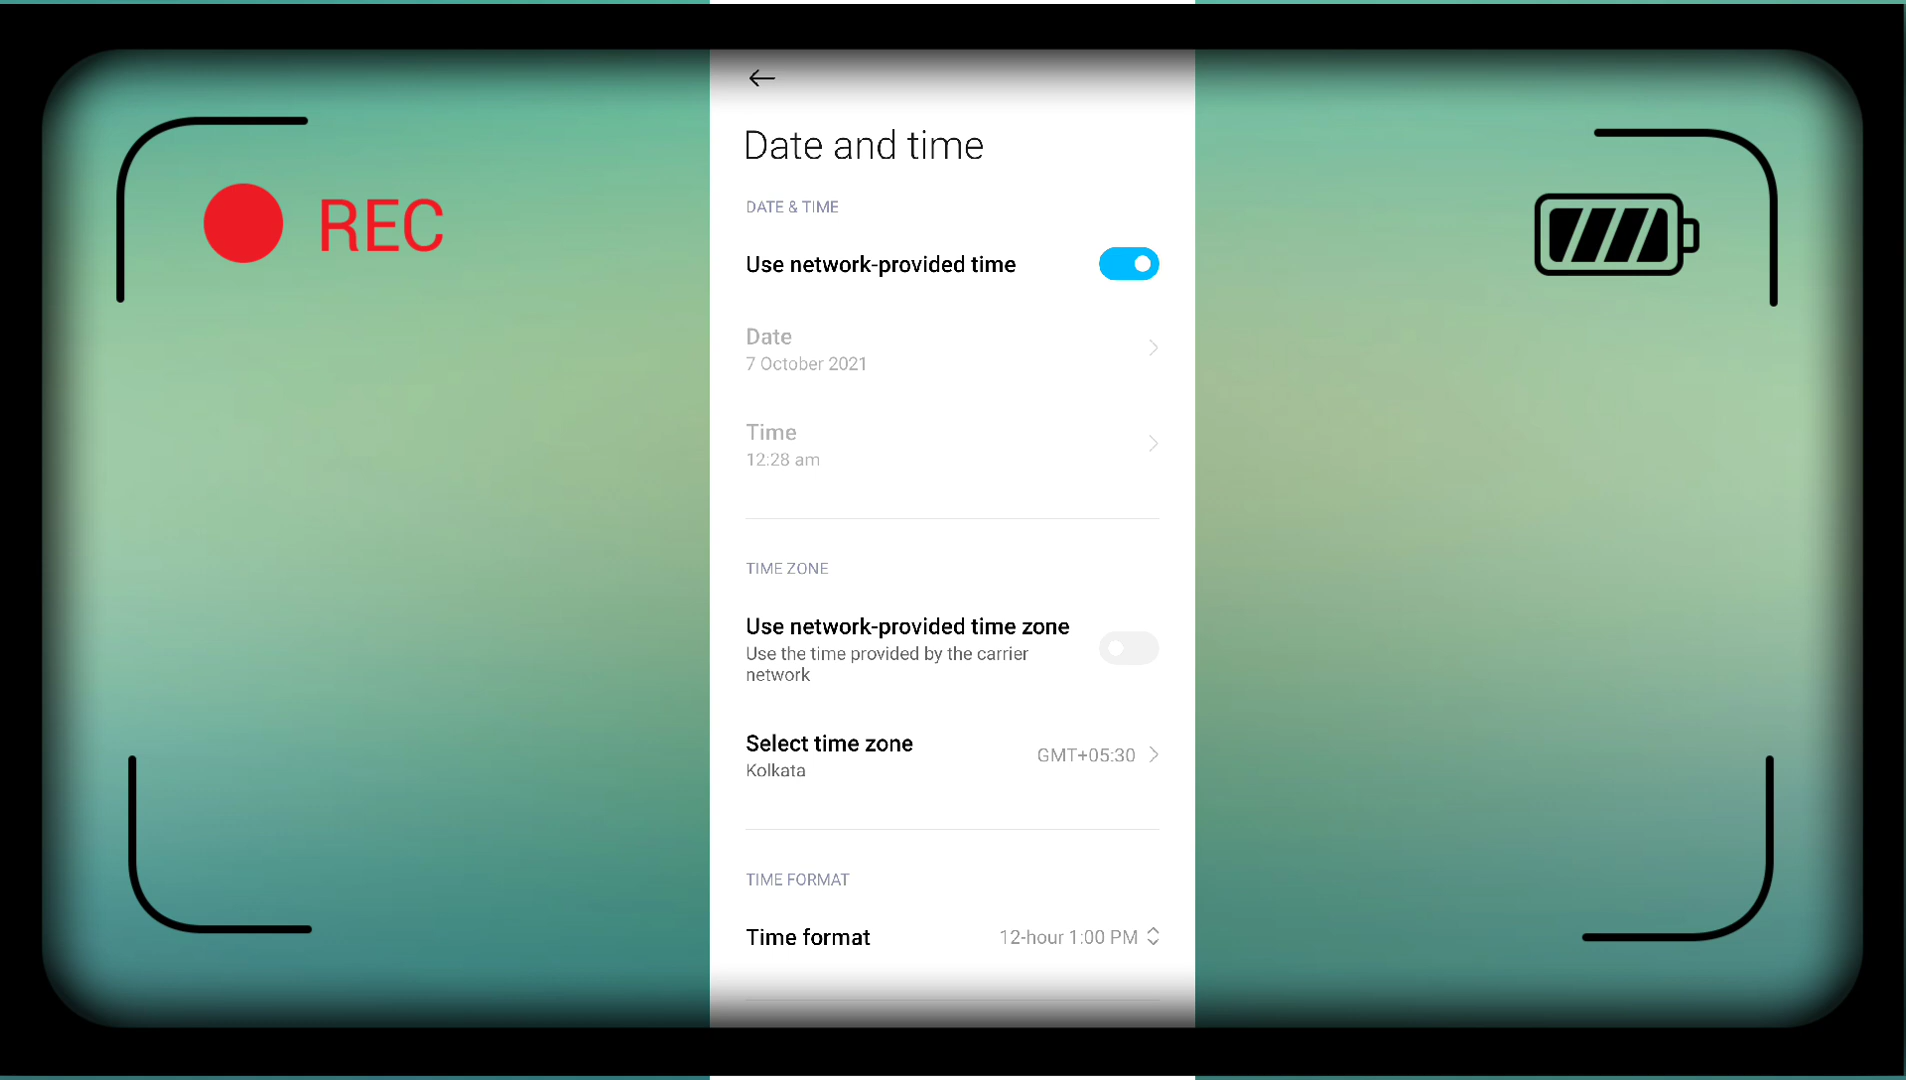 REC
Date and time
DATE & TIME
Use network-provided time
Date
7 October 2021
Time
12:28 am
TIME ZONE
Use network-provided time zone
Use the time provided by the carrier
network
Select time zone
Kolkata
GMT+05:30
TIME FORMAT
Time format
12-hour 1:00 PM